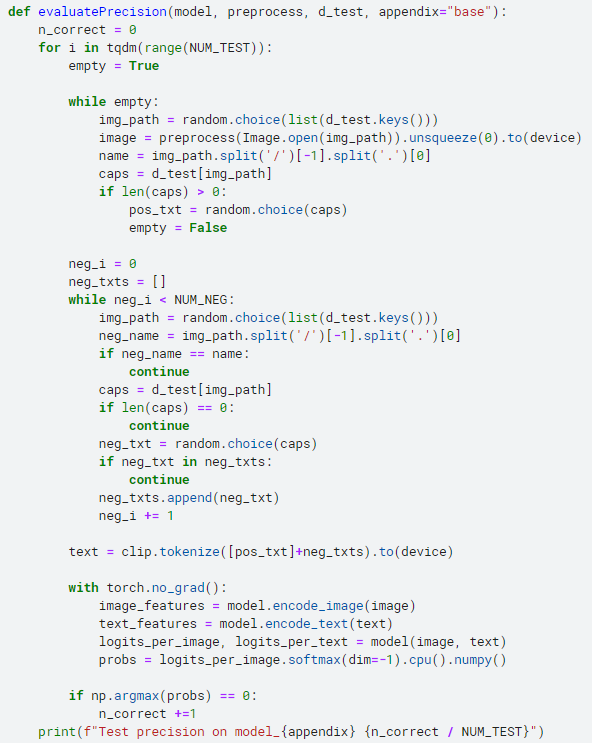 def evaluatePrecision(model, preprocess, d_test, appendix="base"):
    n_correct = 0
    for i in tqdm(range(NUM_TEST)):
        empty = True

        while empty:
            img_path = random.choice(list(d_test.keys()))
            image = preprocess(Image.open(img_path)).unsqueeze(0).to(device)
            name = img_path.split('/')[-1].split('.')[0]
            caps = d_test[img_path]
            if len(caps) > 0:
                pos_txt = random.choice(caps)
                empty = False

        neg_i = 0
        neg_txts = []
        while neg_i < NUM_NEG:
            img_path = random.choice(list(d_test.keys()))
            neg_name = img_path.split('/')[-1].split('.')[0]
            if neg_name == name:
                continue
            caps = d_test[img_path]
            if len(caps) == 0:
                continue
            neg_txt = random.choice(caps)
            if neg_txt in neg_txts:
                continue
            neg_txts.append(neg_txt)
            neg_i += 1

        text = clip.tokenize([pos_txt]+neg_txts).to(device)

        with torch.no_grad():
            image_features = model.encode_image(image)
            text_features = model.encode_text(text)
            logits_per_image, logits_per_text = model(image, text)
            probs = logits_per_image.softmax(dim=-1).cpu().numpy()

        if np.argmax(probs) == 0:
            n_correct +=1
    print(f"Test precision on model_{appendix} {n_correct / NUM_TEST}")